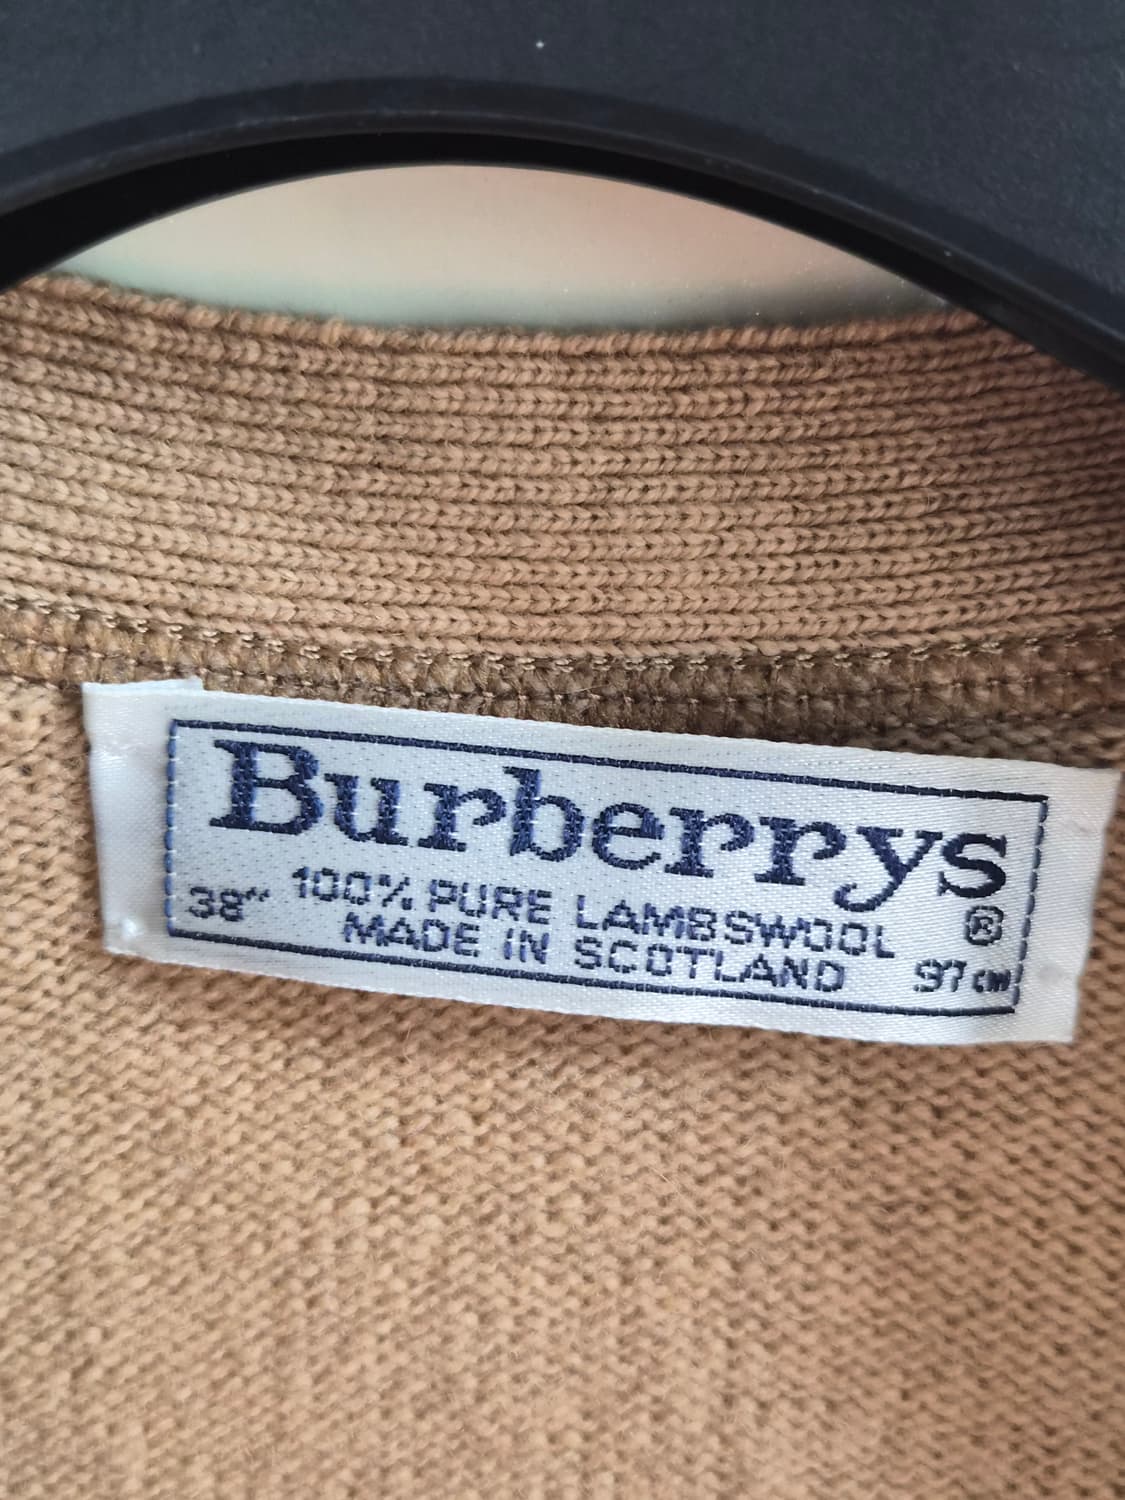 Burberrys
38" 100% PURE LAMBSWOOL ®
MADE IN SCOTLAND 97cm